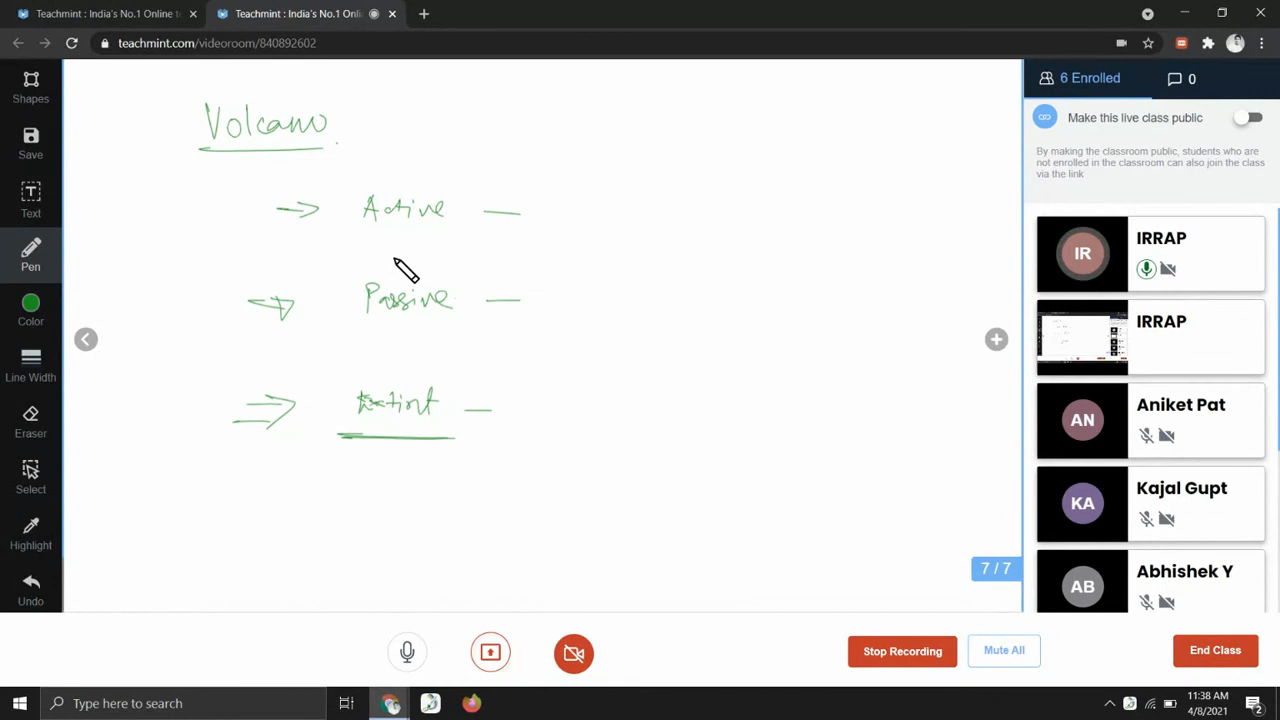 Teachmint: India's No.1 Onlin
Teachmint: India's No.1 Onli
teachmint.com/videoroom/840892602
Shapes
Save
Text
Pen
Color
Line Width
Eraser
Select
Highlight
Undo
Volcano
Active —
Passive —
Extint —
7 / 7
6 Enrolled
0
Make this live class public
By making the classroom public, students who are
not enrolled in the classroom can also join the class
via the link
IR
IRRAP
IRRAP
AN
Aniket Pat
KA
Kajal Gupt
AB
Abhishek Y
Stop Recording
Mute All
End Class
Type here to search
11:38 AM
4/8/2021
2